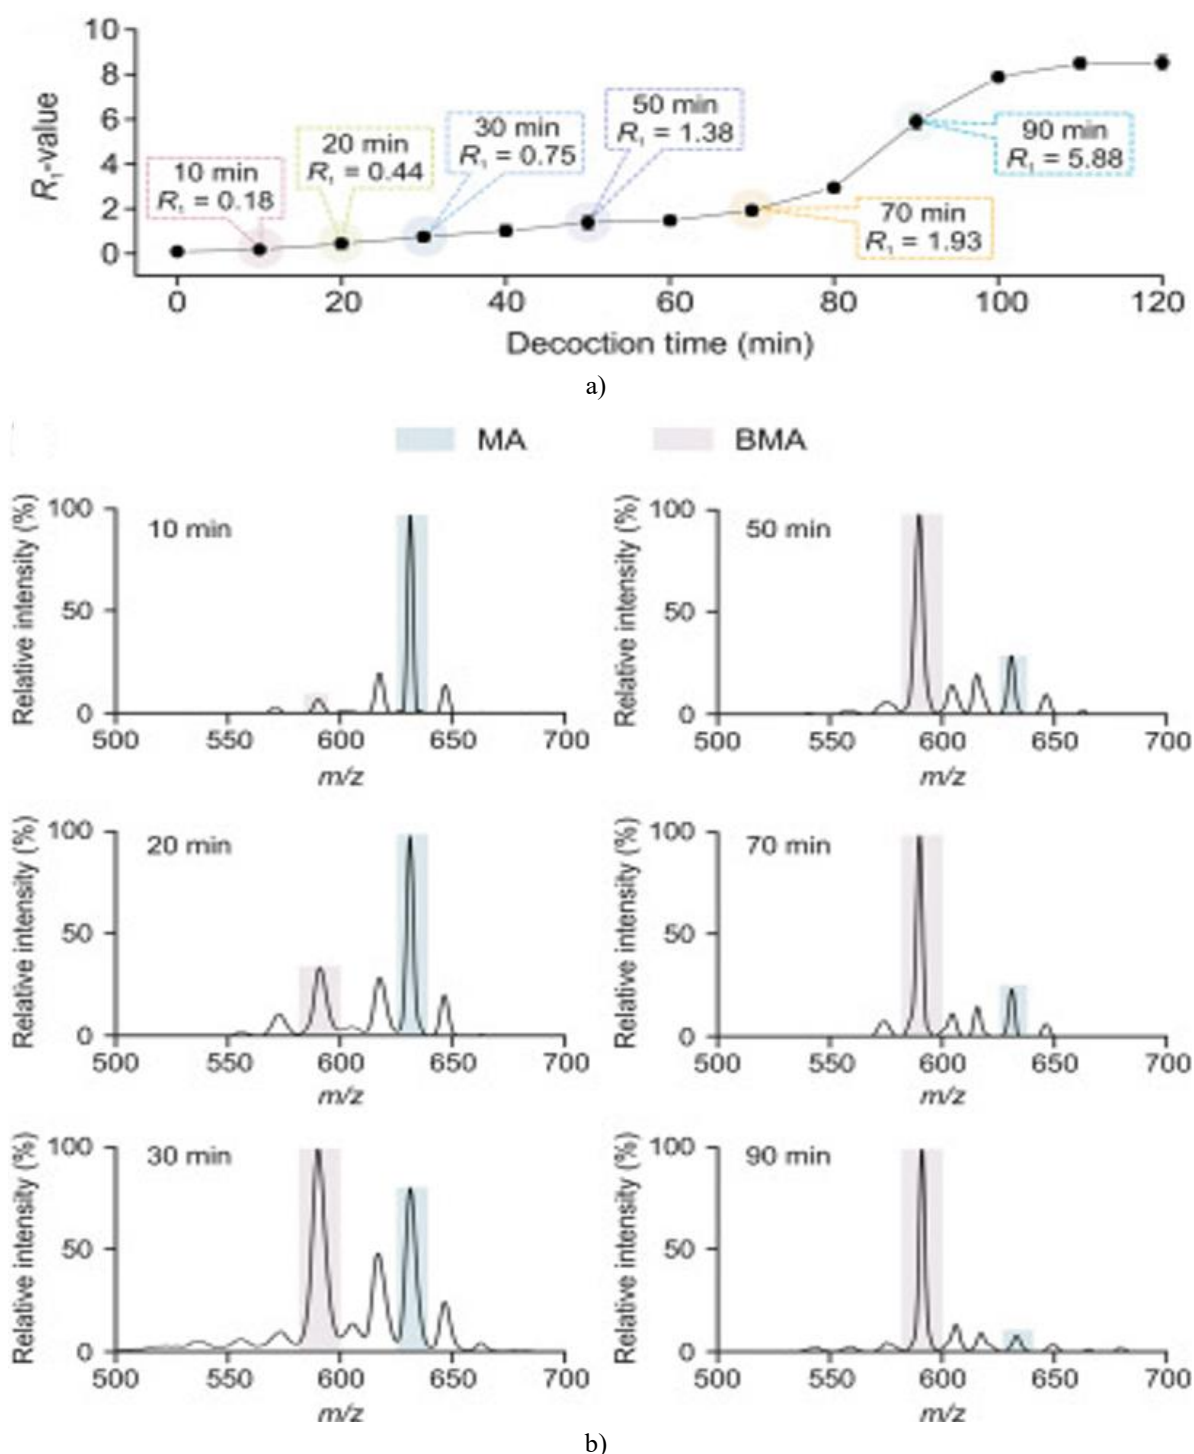 10
8
6
4
2
0
R₁-value
10 min
R₁ = 0.18
20 min
R₁ = 0.44
30 min
R₁ = 0.75
50 min
R₁ = 1.38
90 min
R₁ = 5.88
70 min
R₁ = 1.93
0 20 40 60 80 100 120
Decoction time (min)
a)
MA BMA
Relative intensity (%)
100
50
0
10 min
500 550 600 650 700
m/z
Relative intensity (%)
100
50
0
50 min
500 550 600 650 700
m/z
Relative intensity (%)
100
50
0
20 min
500 550 600 650 700
m/z
Relative intensity (%)
100
50
0
70 min
500 550 600 650 700
m/z
Relative intensity (%)
100
50
0
30 min
500 550 600 650 700
m/z
Relative intensity (%)
100
50
0
90 min
500 550 600 650 700
m/z
b)